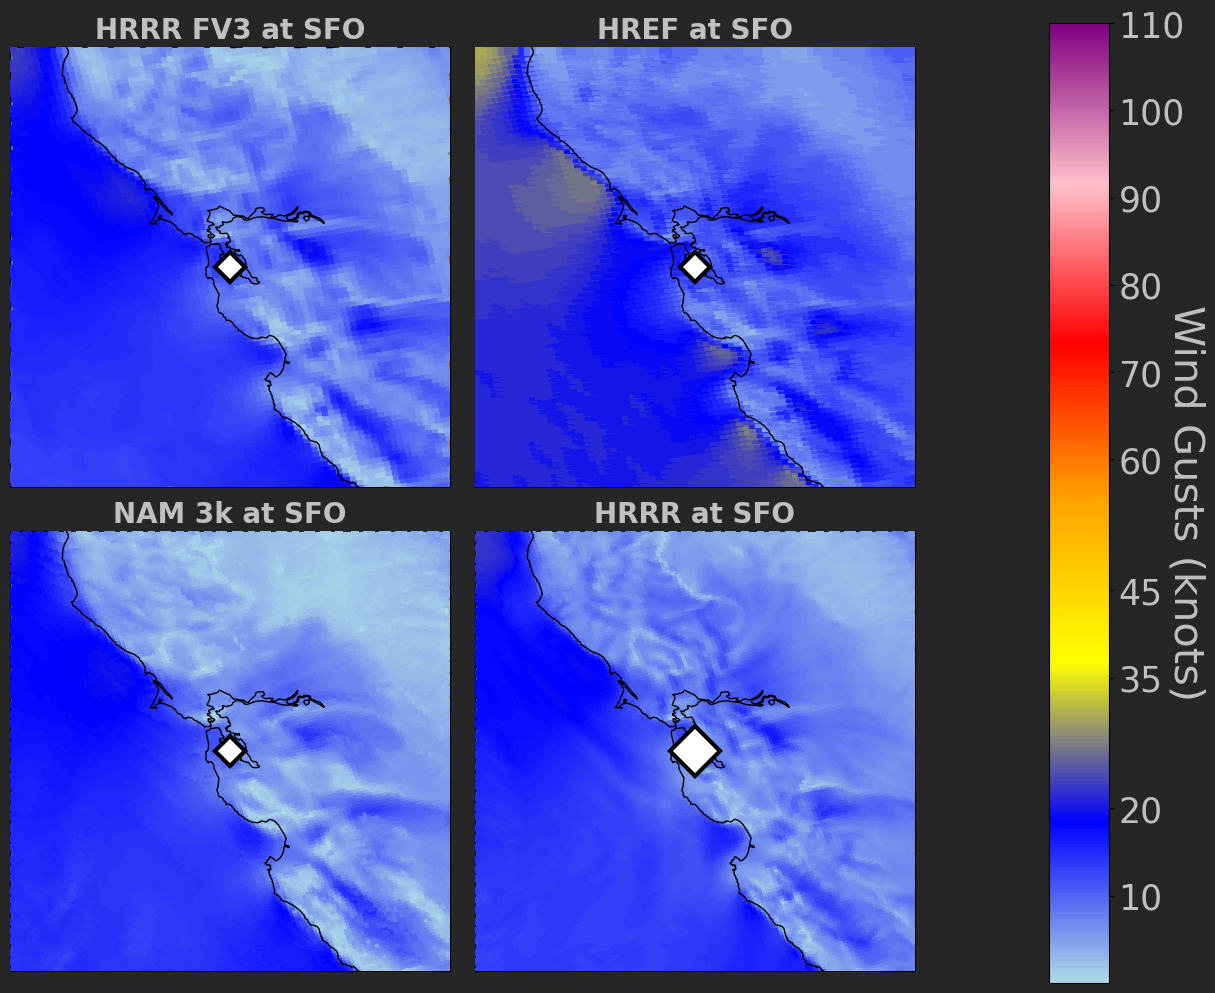 HRRR FV3 at SFO
HREF at SFO
NAM 3k at SFO
HRRR at SFO
110
100
90
80
70
60
45
35
20
10
Wind Gusts (knots)